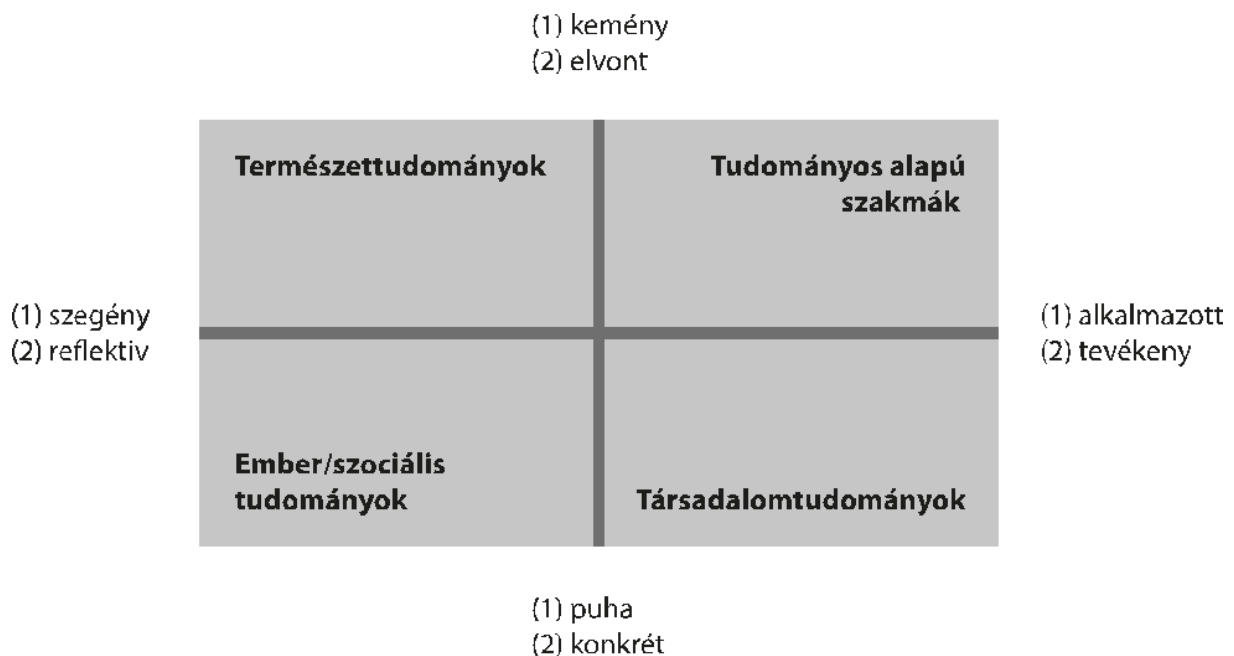 (1) kemény
(2) elvont
Természettudományok
Tudományos alapú
szakmák
(1) szegény
(2) reflektiv
(1) alkalmazott
(2) tevékeny
Ember/szociális
tudományok
Társadalomtudományok
(1) puha
(2) konkrét